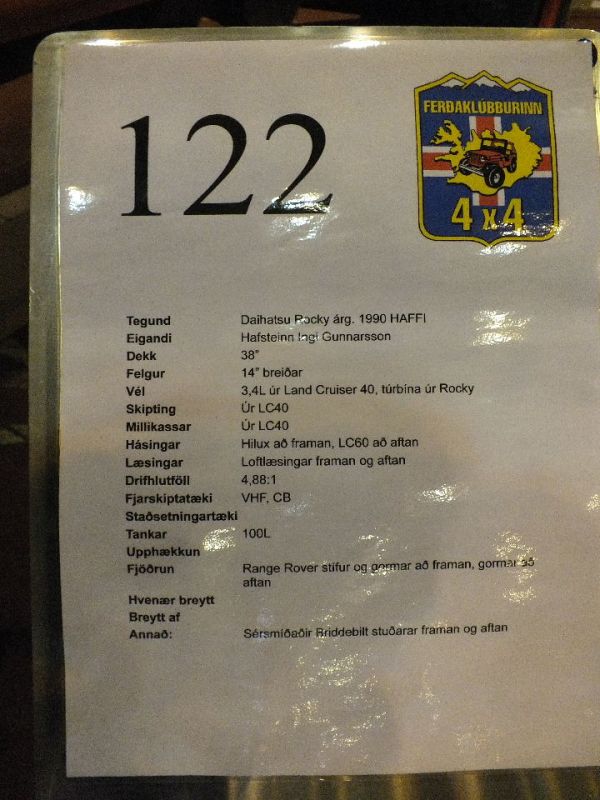 122
FERÐAKLÚBBURINN
4x4
Tegund Daihatsu Rocky árg. 1990 HAFFI
Eigandi Hafsteinn Ingi Gunnarsson
Dekk 38”
Felgur 14” breiðar
Vél 3,4L úr Land Cruiser 40, túrbína úr Rocky
Skipting Úr LC40
Millikassar Úr LC40
Hásingar Hilux að framan, LC60 að aftan
Læsingar Loftlæsingar framan og aftan
Drifhlutföll 4,88:1
Fjarskiptatæki VHF, CB
Staðsetningartæki
Tankar 100L
Upphækkun
Fjöðrun Range Rover stífur og gormar að framan, gormar að
aftan
Hvenær breytt
Breytt af
Annað: Sérsmíðaðir Briddebilt stuðarar framan og aftan